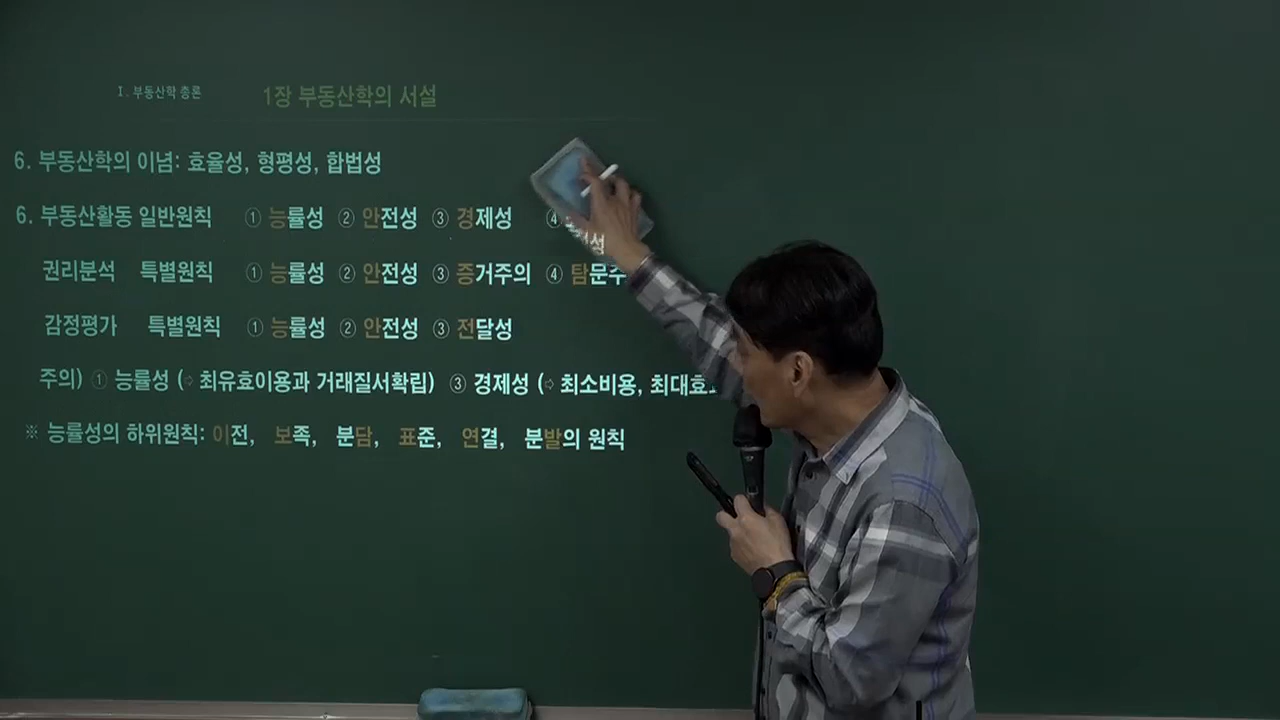 Ⅰ. 부동산학 총론 1장 부동산학의 서설
6. 부동산학의 이념: 효율성, 형평성, 합법성
6. 부동산활동 일반원칙 ① 능률성 ② 안전성 ③ 경제성 ④
권리분석 특별원칙 ① 능률성 ② 안전성 ③ 증거주의 ④ 탐문주
감정평가 특별원칙 ① 능률성 ② 안전성 ③ 전달성
주의) ① 능률성 (⇨ 최유효이용과 거래질서확립) ③ 경제성 (⇨ 최소비용, 최대효
※ 능률성의 하위원칙: 이전, 보족, 분담, 표준, 연결, 분발의 원칙